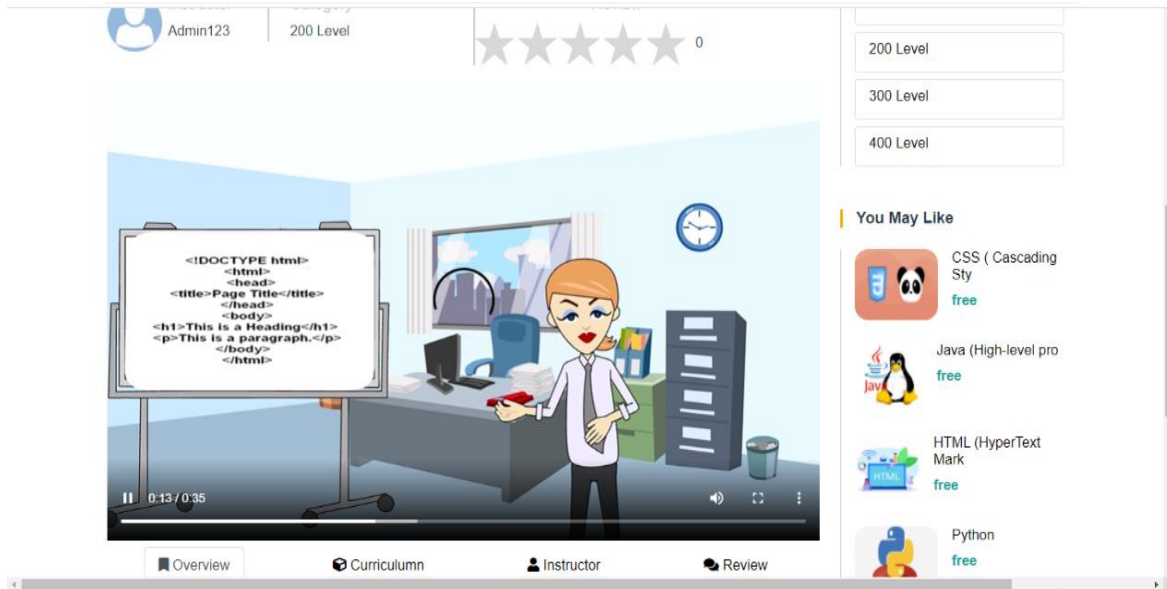 Admin123
200 Level
0
<!DOCTYPE html>
<html>
<head>
<title>Page Title</title>
</head>
<body>
<h1>This is a Heading</h1>
<p>This is a paragraph.</p>
</body>
</html>
0:13 / 0:35
Overview
Curriculumn
Instructor
Review
200 Level
300 Level
400 Level
You May Like
CSS ( Cascading
Sty
free
Java (High-level pro
free
Java
HTML (HyperText
Mark
free
HTML
Python
free